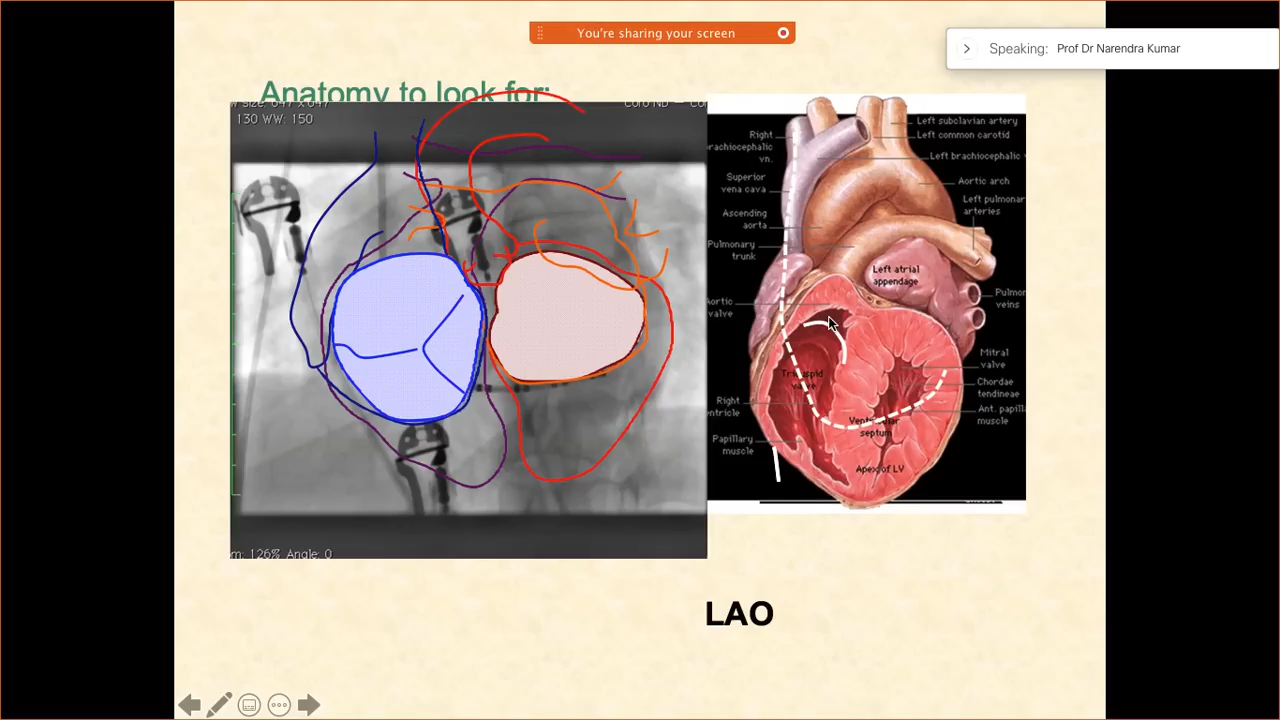 You're sharing your screen
Speaking: Prof Dr Narendra Kumar
Anatomy to look for:
130 WW: 150
Left subclavian artery
Left common carotid
Right
brachiocephalic
vn.
Left brachiocephalic
Superior
vena cava
Aortic arch
Left pulmonary
arteries
Ascending
aorta
Pulmonary
trunk
Left atrial
appendage
Aortic
valve
veins
Mitral
valve
Chordae
tendineae
valve
Right
Ant.
muscle
septum
Papillary
muscle
Apex of LV
126% Angle: 0
LAO